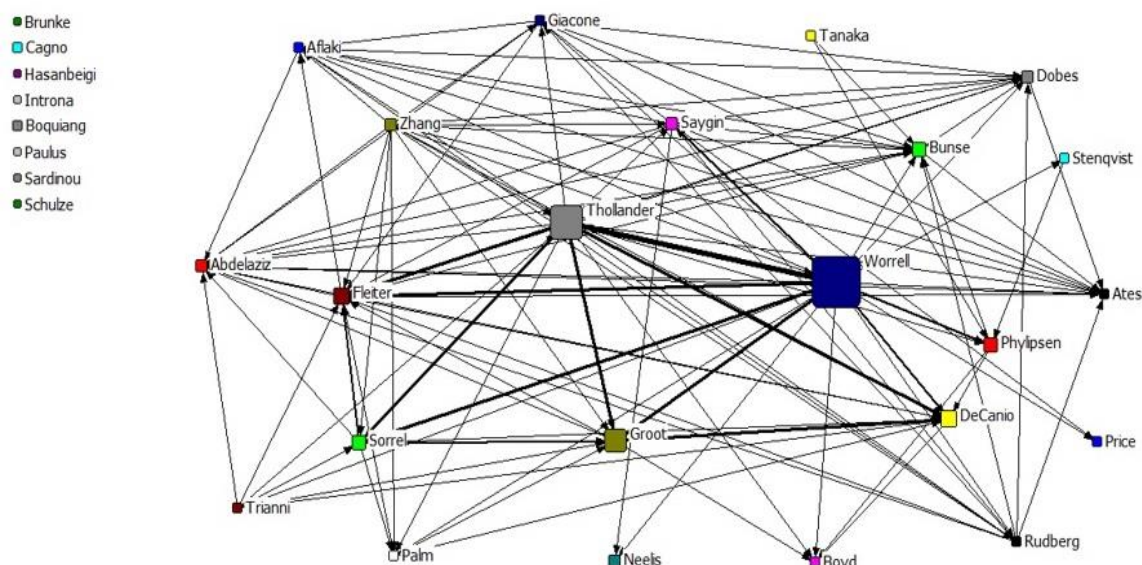 Brunke
Cagno
Hasanbeigi
Introna
Boquiang
Paulus
Sardinou
Schulze
Giacone
Tanaka
Aflaki
Dobes
Zhang
Saygin
Bunse
Stenqvist
Thollander
Worrell
Abdelaziz
Fleiter
Ates
Phylipsen
DeCanio
Groot
Sorrel
Price
Trianni
Rudberg
Palm
Neelis
Boyd